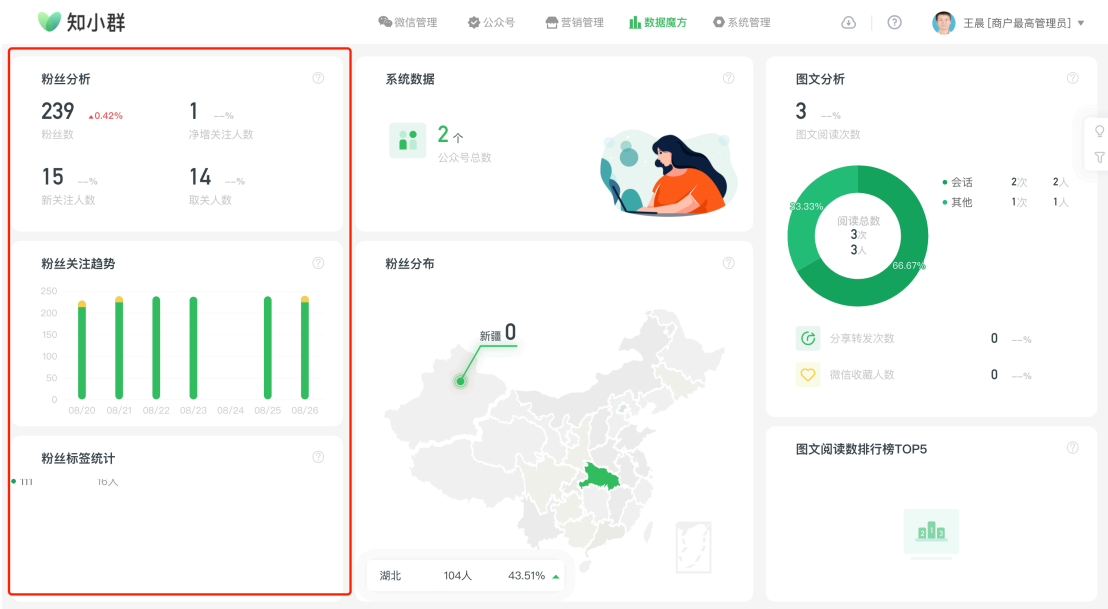 知小群
微信管理 公众号 营销管理 数据魔方 系统管理
王晨 [商户最高管理员]
粉丝分析
239 0.42% 1 --%
粉丝数 净增关注人数
15 --% 14 --%
新关注人数 取关人数
粉丝关注趋势
250
200
150
100
50
0
08/20 08/21 08/22 08/23 08/24 08/25 08/26
粉丝标签统计
111 16人
系统数据
2 个
公众号总数
粉丝分布
新疆 0
湖北 104人 43.51%
图文分析
3 --%
图文阅读次数
33.33%
阅读总数
3次
3人
66.67%
会话 2次 2人
其他 1次 1人
分享转发次数 0 --%
微信收藏人数 0 --%
图文阅读数排行榜TOP5
2 1 3